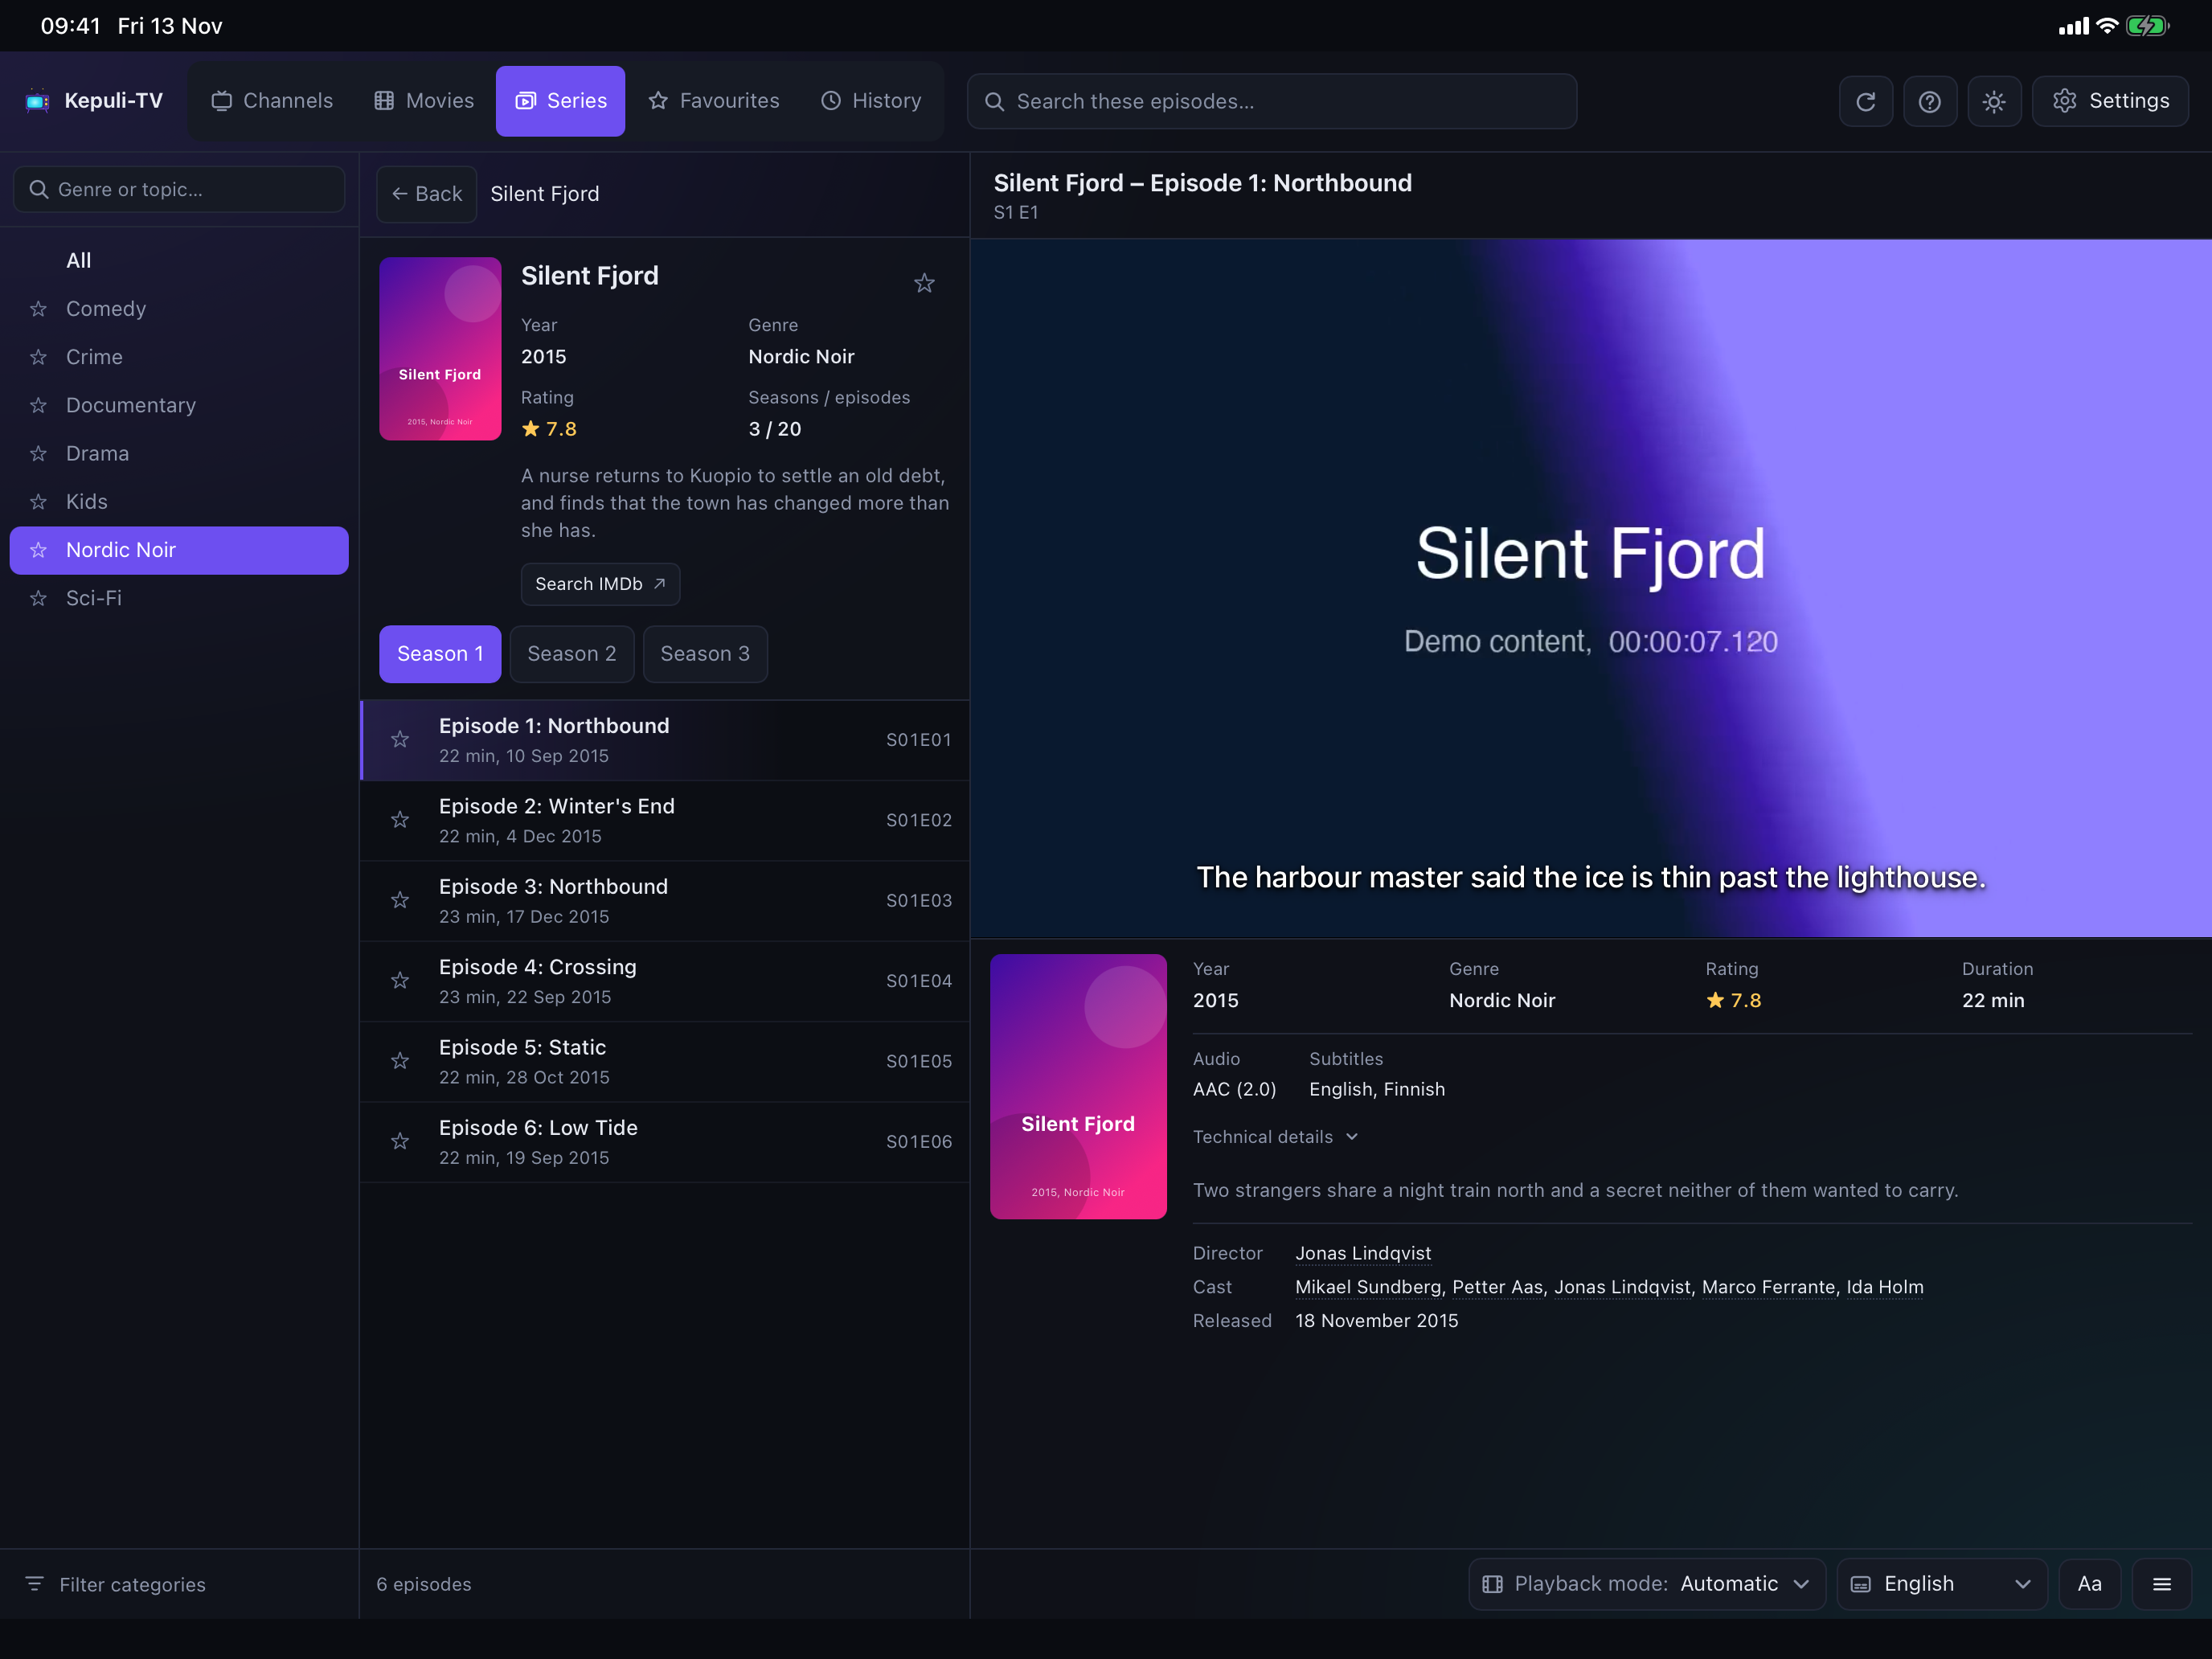 09:41 Fri 13 Nov
Kepuli-TV
Channels
Movies
Series
Favourites
History
Search these episodes...
Settings
Genre or topic...
All
Comedy
Crime
Documentary
Drama
Kids
Nordic Noir
Sci-Fi
Filter categories
← Back
Silent Fjord
Silent Fjord
2015, Nordic Noir
Silent Fjord
Year
2015
Genre
Nordic Noir
Rating
7.8
Seasons / episodes
3 / 20
A nurse returns to Kuopio to settle an old debt,
and finds that the town has changed more than
she has.
Search IMDb
Season 1
Season 2
Season 3
Episode 1: Northbound
22 min, 10 Sep 2015
S01E01
Episode 2: Winter's End
22 min, 4 Dec 2015
S01E02
Episode 3: Northbound
23 min, 17 Dec 2015
S01E03
Episode 4: Crossing
23 min, 22 Sep 2015
S01E04
Episode 5: Static
22 min, 28 Oct 2015
S01E05
Episode 6: Low Tide
22 min, 19 Sep 2015
S01E06
6 episodes
Silent Fjord – Episode 1: Northbound
S1 E1
Silent Fjord
Demo content, 00:00:07.120
The harbour master said the ice is thin past the lighthouse.
Silent Fjord
2015, Nordic Noir
Year
2015
Genre
Nordic Noir
Rating
7.8
Duration
22 min
Audio
AAC (2.0)
Subtitles
English, Finnish
Technical details
Two strangers share a night train north and a secret neither of them wanted to carry.
Director Jonas Lindqvist
Cast Mikael Sundberg, Petter Aas, Jonas Lindqvist, Marco Ferrante, Ida Holm
Released 18 November 2015
Playback mode: Automatic
English
Aa